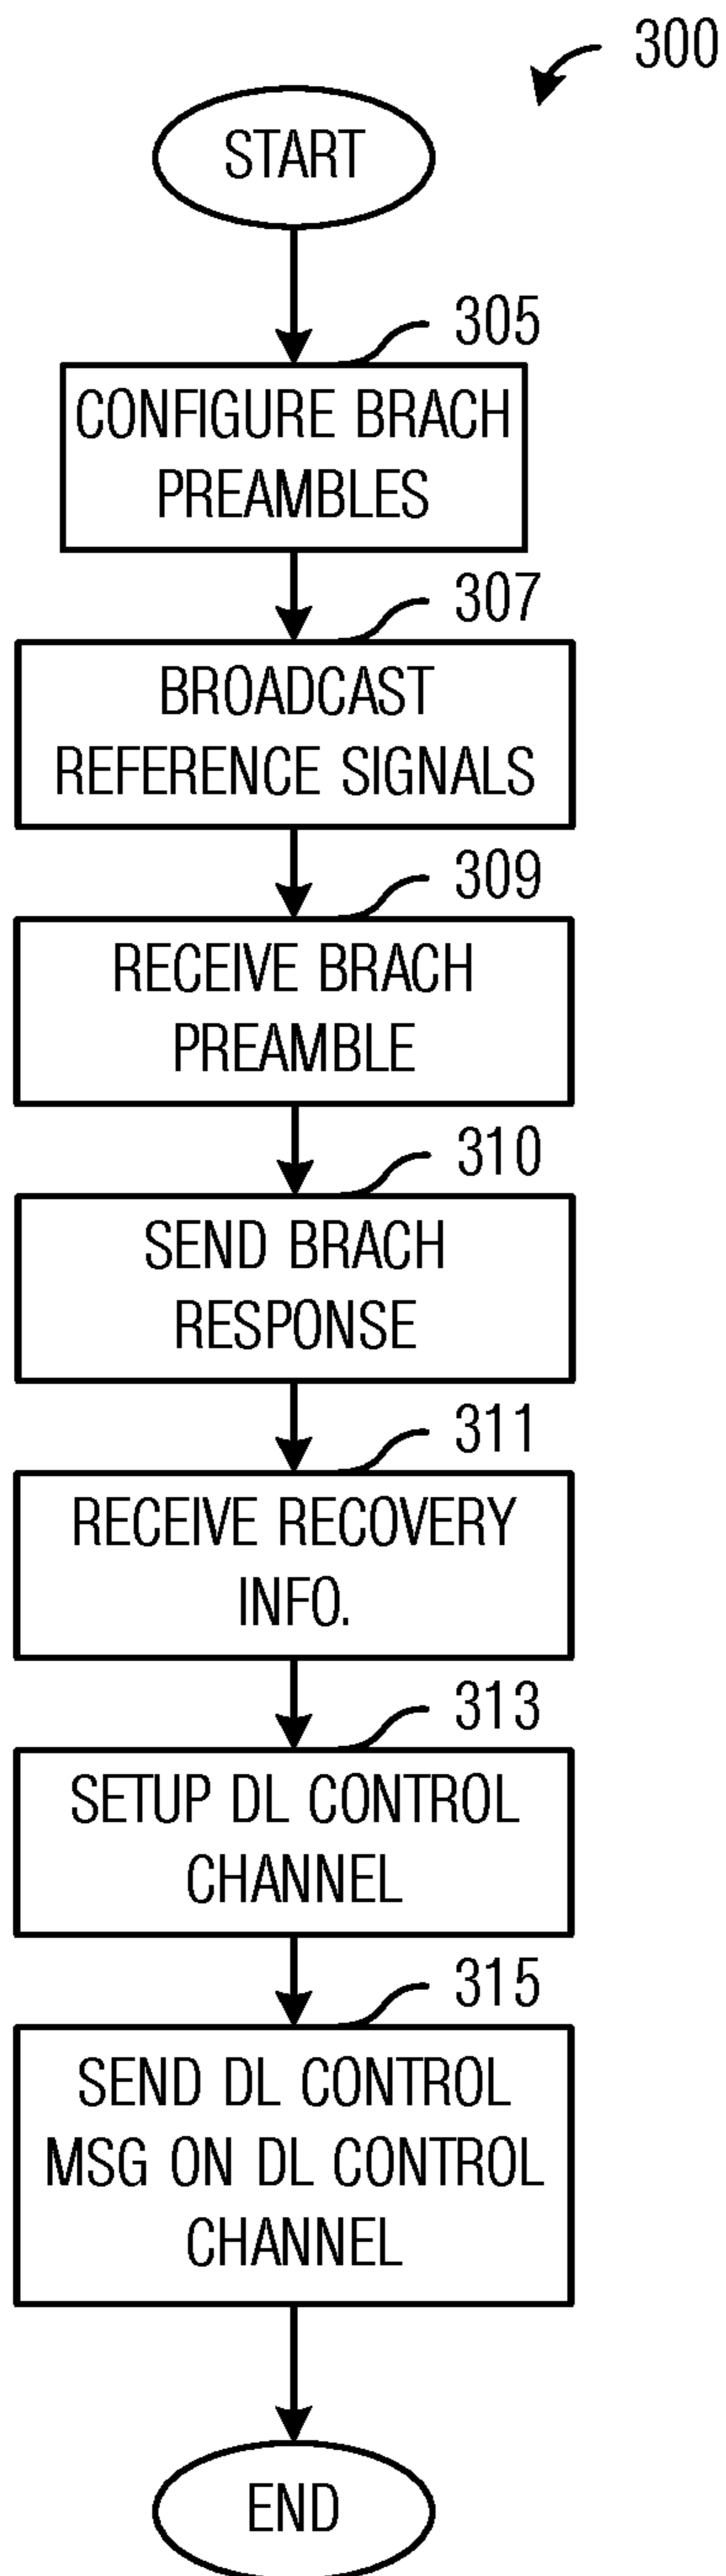 300
START
305
CONFIGURE BRACH
PREAMBLES
307
BROADCAST
REFERENCE SIGNALS
309
RECEIVE BRACH
PREAMBLE
310
SEND BRACH
RESPONSE
311
RECEIVE RECOVERY
INFO.
313
SETUP DL CONTROL
CHANNEL
315
SEND DL CONTROL
MSG ON DL CONTROL
CHANNEL
END